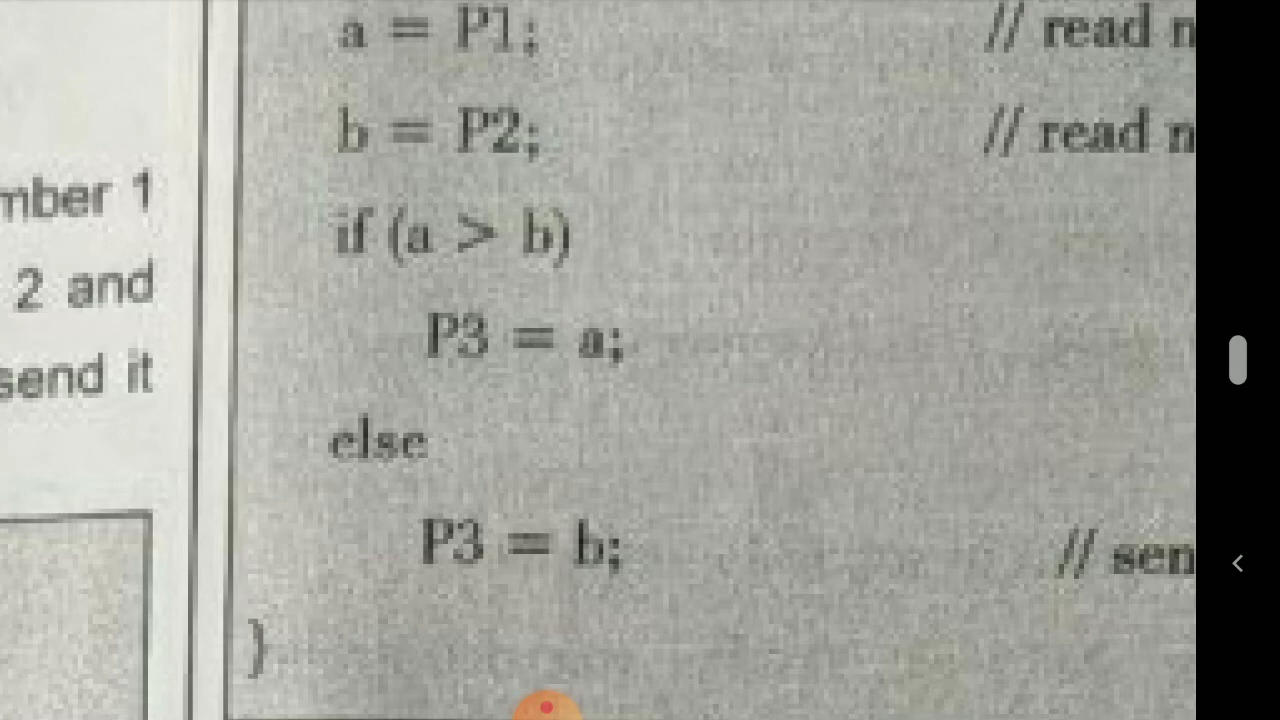 mber 1
2 and
send it
a = P1; // read n
b = P2; // read n
if (a > b)
P3 = a;
else
P3 = b; // sen
}